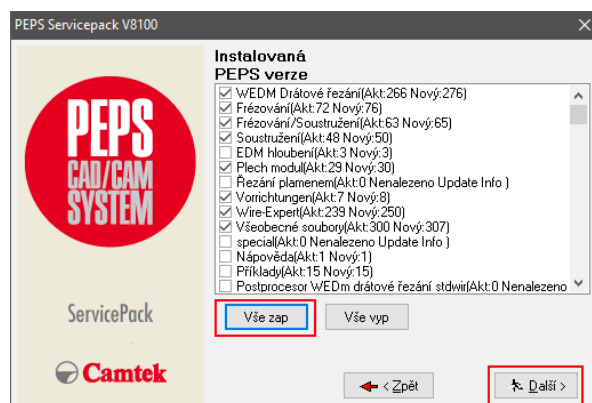 PEPS Servicepack V8100
PEPS
CAD/CAM
SYSTEM
ServicePack
Camtek
Instalovaná
PEPS verze
WEDM Drátové řezání(Akt:266 Nový:276)
Frézování(Akt:72 Nový:76)
Frézování/Soustružení(Akt:63 Nový:65)
Soustružení(Akt:48 Nový:50)
EDM hloubení(Akt:3 Nový:3)
Plech modul(Akt:29 Nový:30)
Řezání plamenem(Akt:0 Nenalezeno Update Info )
Vorrichtungen(Akt:7 Nový:8)
Wire-Expert(Akt:239 Nový:250)
Všeobecné soubory(Akt:300 Nový:307)
special(Akt:0 Nenalezeno Update Info )
Nápověda(Akt:1 Nový:1)
Příklady(Akt:15 Nový:15)
Postprocesor WEDm drátové řezání stdwir(Akt:0 Nenalezeno
Vše zap
Vše vyp
< Zpět
Další >